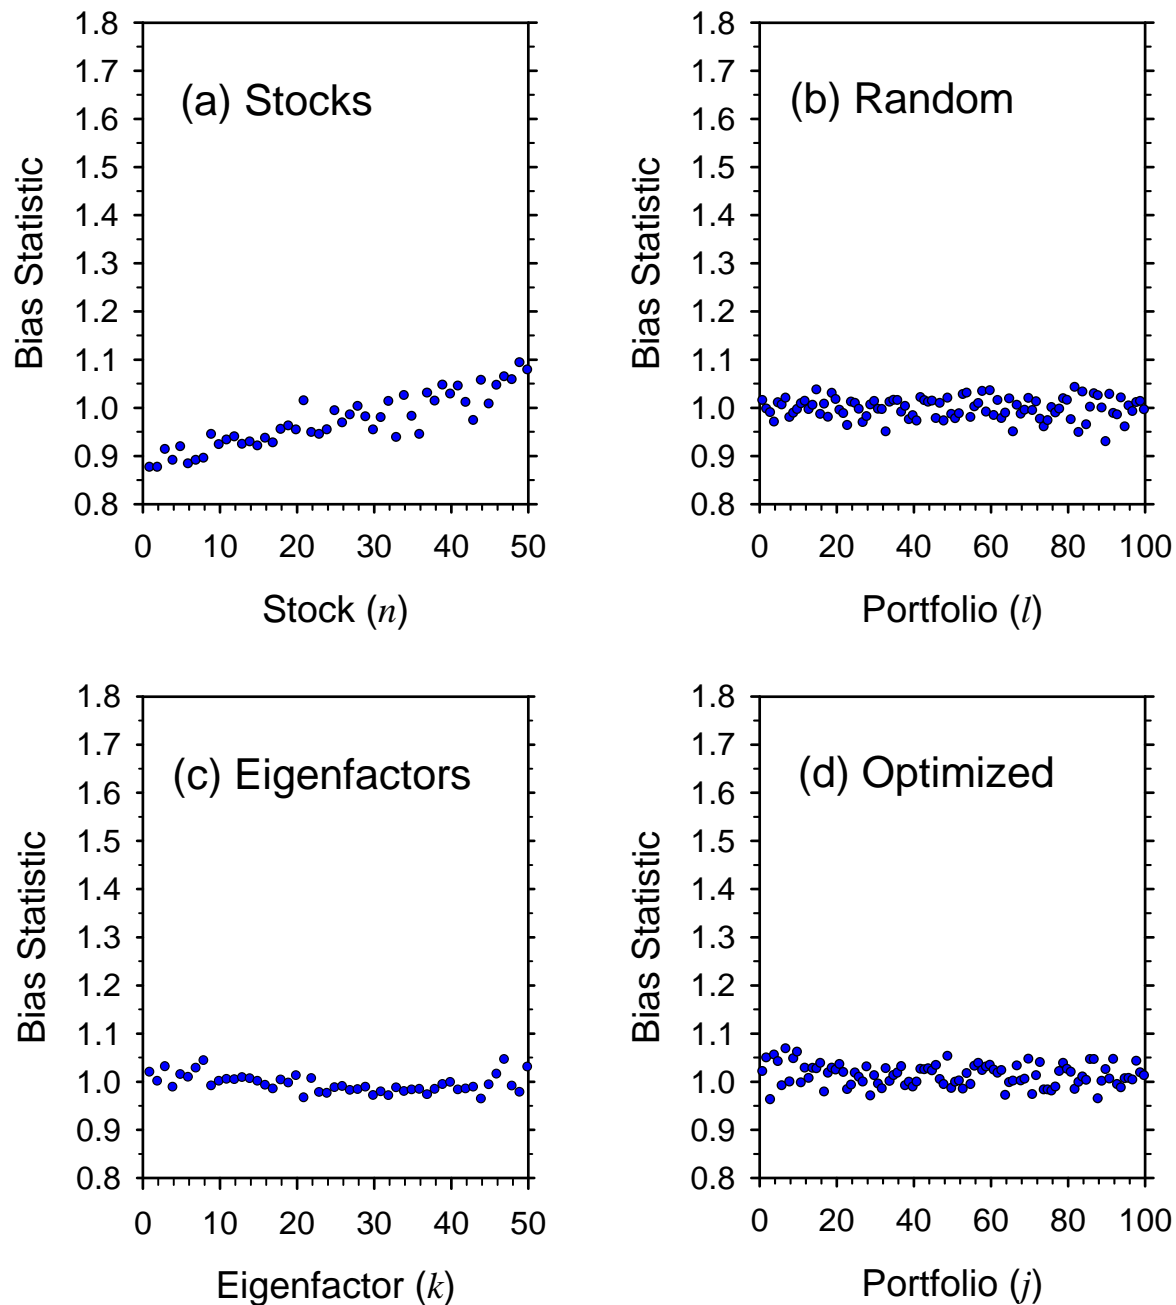 1.8
1.7
1.6
1.5
1.4
1.3
1.2
1.1
1.0
0.9
0.8
Bias Statistic
(a) Stocks
0 10 20 30 40 50
Stock (n)
1.8
1.7
1.6
1.5
1.4
1.3
1.2
1.1
1.0
0.9
0.8
Bias Statistic
(b) Random
0 20 40 60 80 100
Portfolio (l)
1.8
1.7
1.6
1.5
1.4
1.3
1.2
1.1
1.0
0.9
0.8
Bias Statistic
(c) Eigenfactors
0 10 20 30 40 50
Eigenfactor (k)
1.8
1.7
1.6
1.5
1.4
1.3
1.2
1.1
1.0
0.9
0.8
Bias Statistic
(d) Optimized
0 20 40 60 80 100
Portfolio (j)